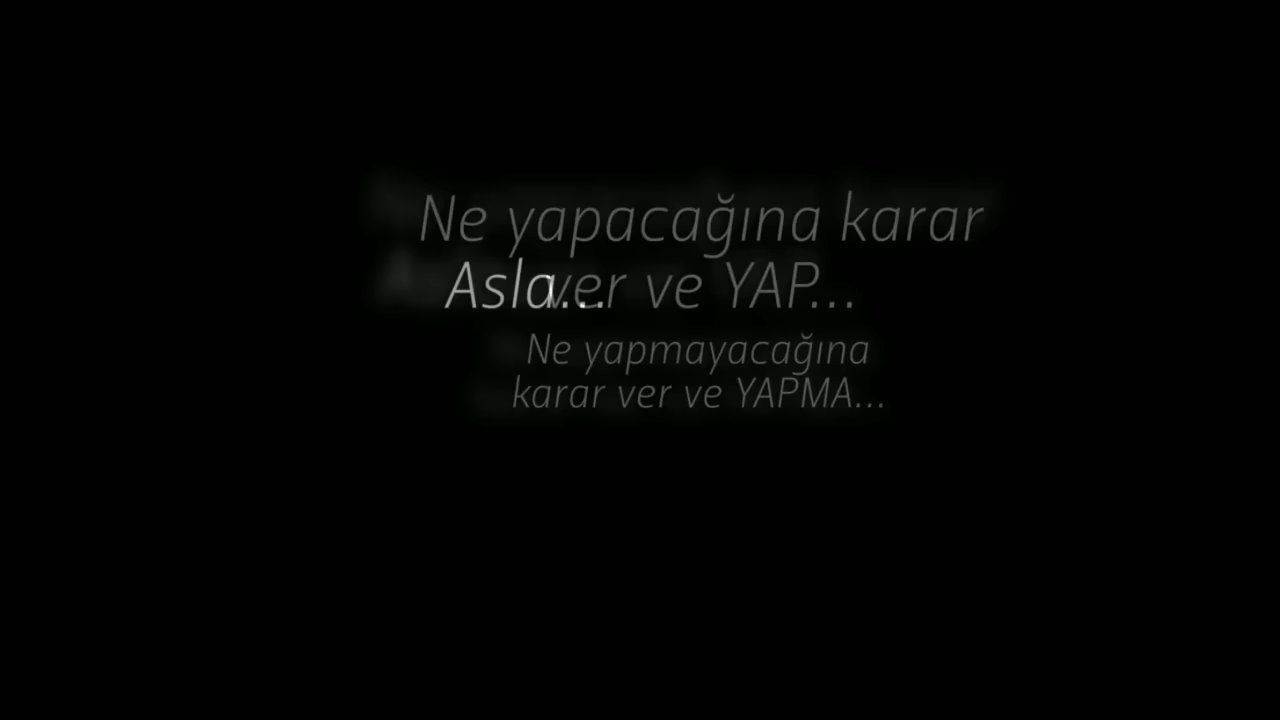 Ne yapacağına karar
Asla...
ver ve YAP...
Ne yapmayacağına
karar ver ve YAPMA...